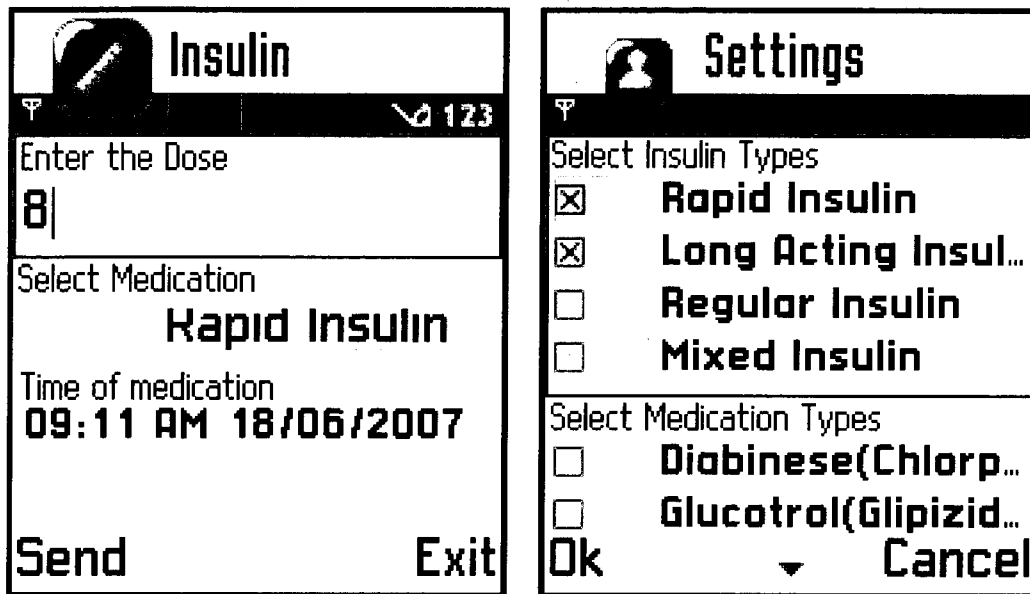 Insulin
123
Enter the Dose
8
Select Medication
Rapid Insulin
Time of medication
09:11 AM 18/06/2007
Send Exit
Settings
Select Insulin Types
Rapid Insulin
Long Acting Insul...
Regular Insulin
Mixed Insulin
Select Medication Types
Diabinese(Chlorp...
Glucotrol(Glipizid...
Ok Cancel